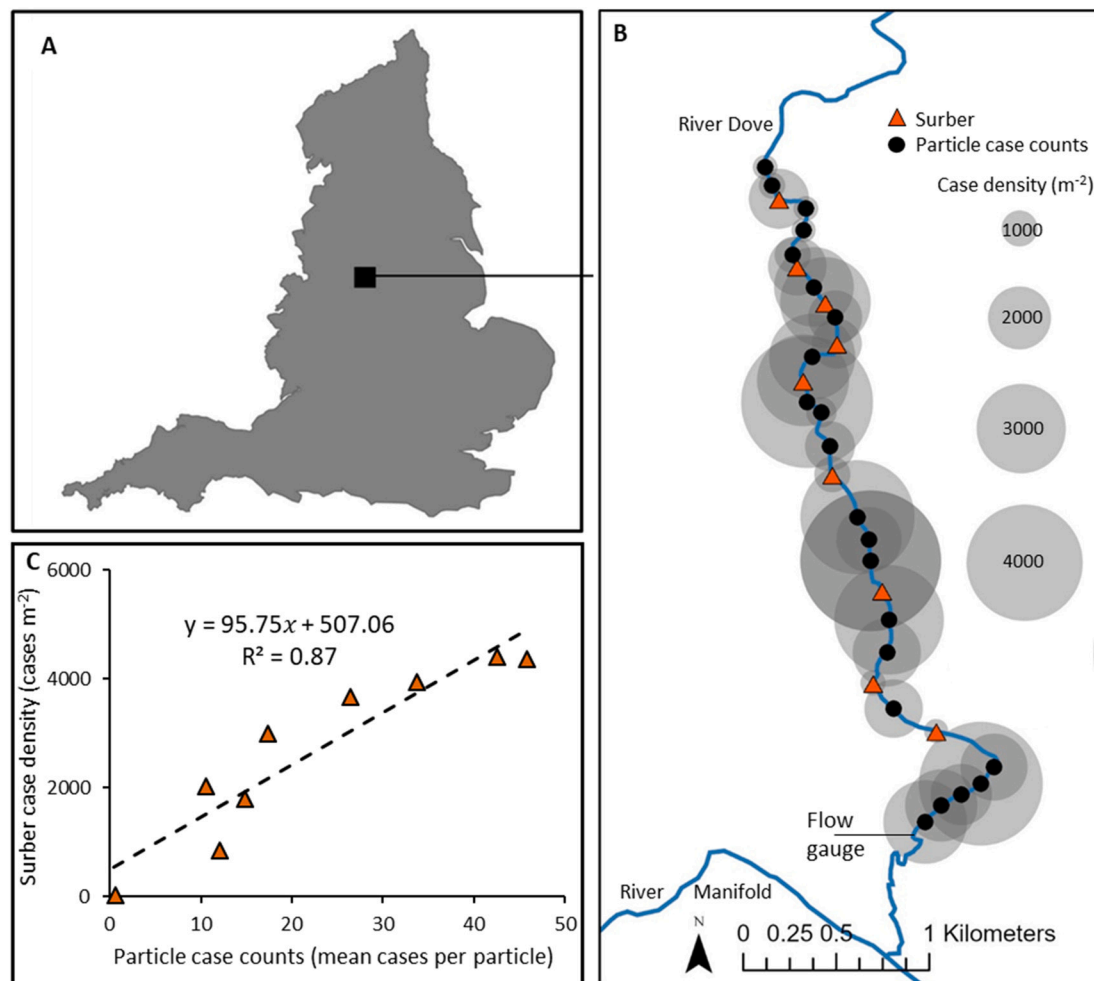 A
B
River Dove
Surber
Particle case counts
Case density (m⁻²)
1000
2000
3000
4000
Flow
gauge
River Manifold
N
0 0.25 0.5 1 Kilometers
C
6000
4000
2000
0
y = 95.75x + 507.06
R² = 0.87
Surber case density (cases m⁻²)
0 10 20 30 40 50
Particle case counts (mean cases per particle)